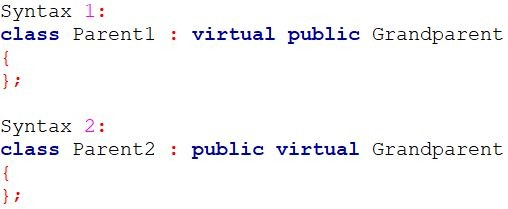 Syntax 1:
class Parent1 : virtual public Grandparent
{
};
Syntax 2:
class Parent2 : public virtual Grandparent
{
};